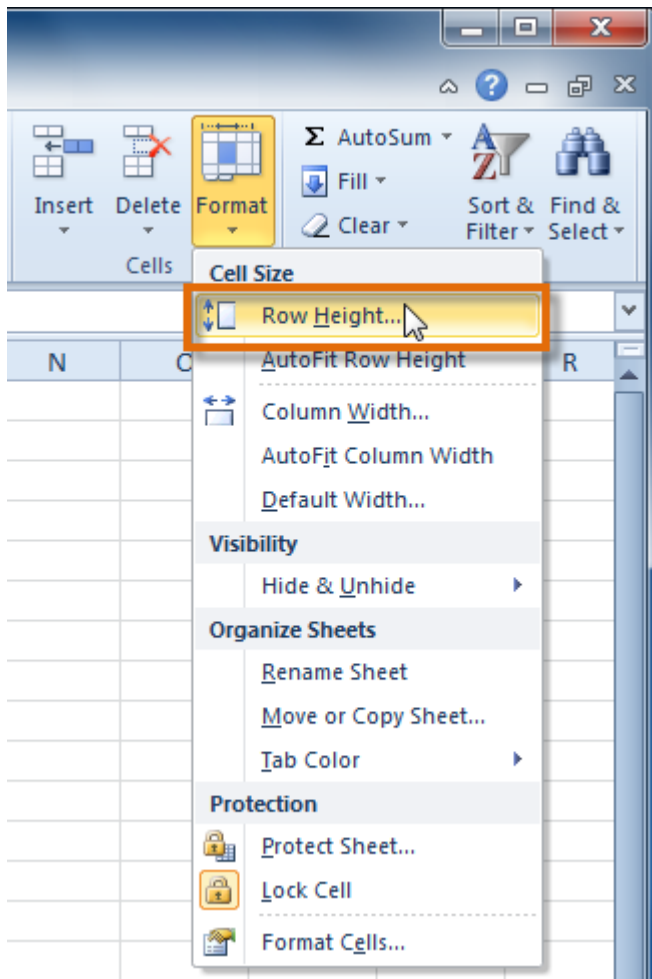 Σ AutoSum
Fill
Insert Delete Format
Clear
Sort & Filter
Find & Select
Cells
Cell Size
Row Height...
N O R
AutoFit Row Height
Column Width...
AutoFit Column Width
Default Width...
Visibility
Hide & Unhide
Organize Sheets
Rename Sheet
Move or Copy Sheet...
Tab Color
Protection
Protect Sheet...
Lock Cell
Format Cells...